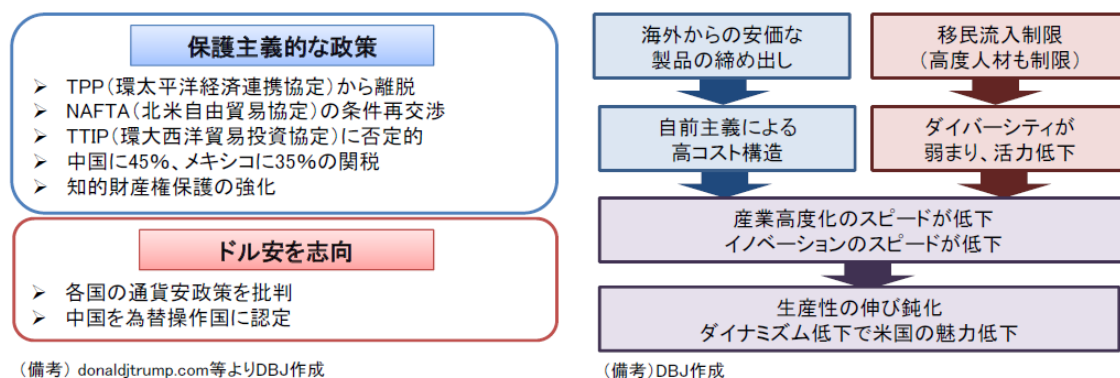 保護主義的な政策
➢ TPP(環太平洋経済連携協定)から離脱
➢ NAFTA(北米自由貿易協定)の条件再交渉
➢ TTIP(環大西洋貿易投資協定)に否定的
➢ 中国に45%、メキシコに35%の関税
➢ 知的財産権保護の強化
ドル安を志向
➢ 各国の通貨安政策を批判
➢ 中国を為替操作国に認定
(備考) donaldjtrump.com等よりDBJ作成
海外からの安価な
製品の締め出し
移民流入制限
(高度人材も制限)
自前主義による
高コスト構造
ダイバーシティが
弱まり、活力低下
産業高度化のスピードが低下
イノベーションのスピードが低下
生産性の伸び鈍化
ダイナミズム低下で米国の魅力低下
(備考)DBJ作成